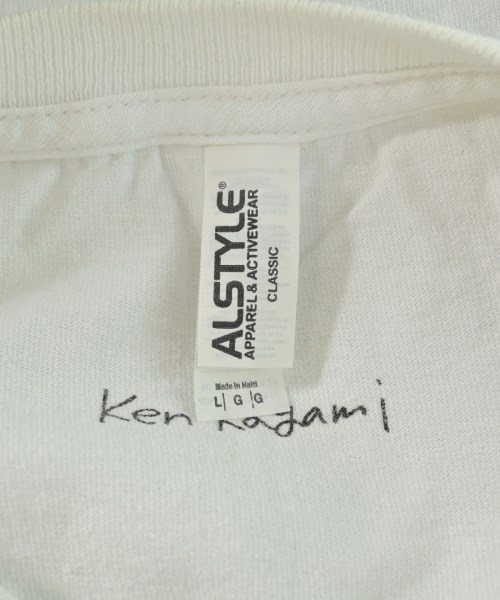 ALSTYLE®
APPAREL & ACTIVEWEAR
CLASSIC
Made in Haiti
L/ G /G
Ken Kagami